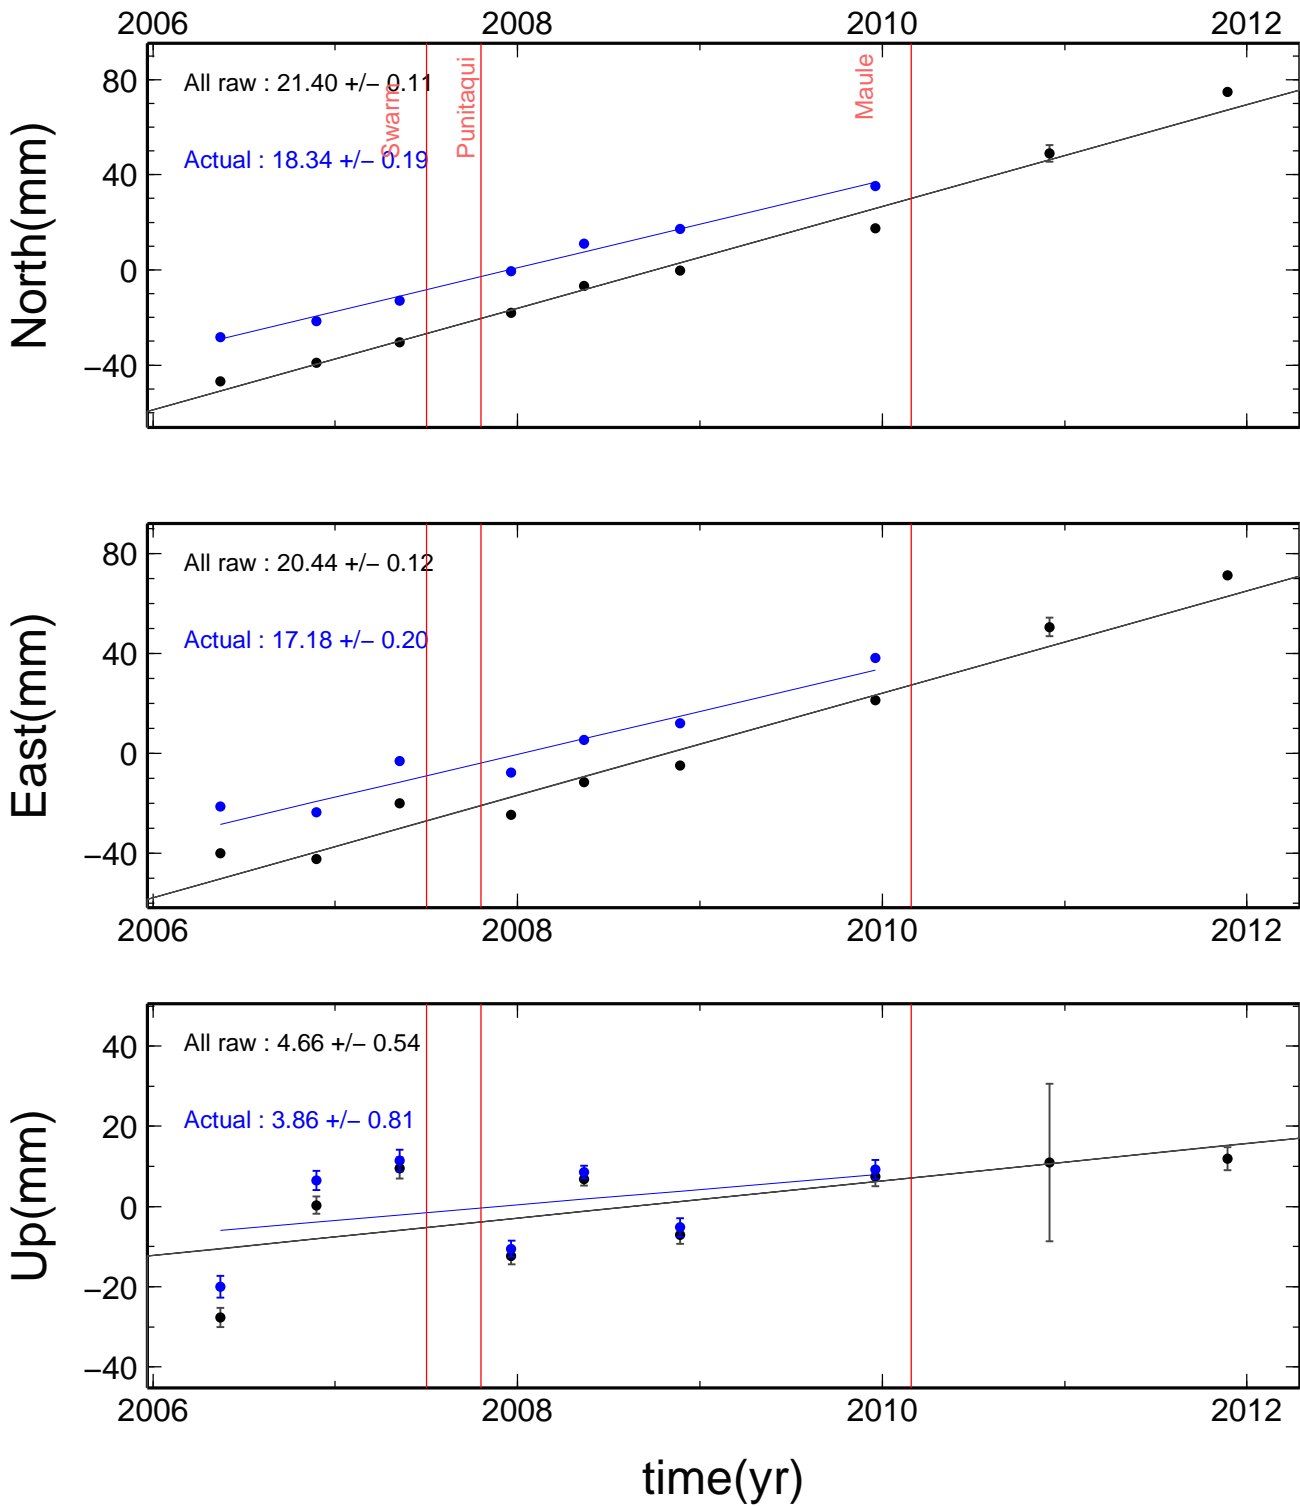 2006 2008 2010 2012
North(mm)
80
40
0
−40
All raw : 21.40 +/− 0.11
Actual : 18.34 +/− 0.19
Swarm
Punitaqui
Maule
East(mm)
80
40
0
−40
All raw : 20.44 +/− 0.12
Actual : 17.18 +/− 0.20
2006 2008 2010 2012
Up(mm)
40
20
0
−20
−40
All raw : 4.66 +/− 0.54
Actual : 3.86 +/− 0.81
2006 2008 2010 2012
time(yr)